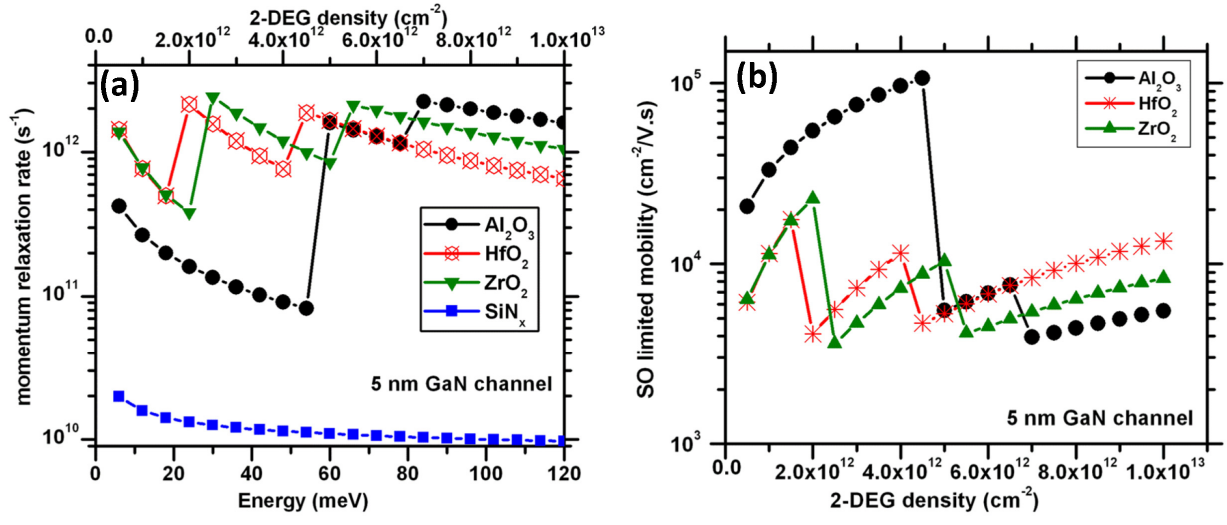 2-DEG density (cm⁻²)
0.0 2.0x10¹² 4.0x10¹² 6.0x10¹² 8.0x10¹² 1.0x10¹³
(a)
momentum relaxation rate (s⁻¹)
10¹²
10¹¹
10¹⁰
Al₂O₃
HfO₂
ZrO₂
SiNₓ
5 nm GaN channel
0 20 40 60 80 100 120
Energy (meV)
(b)
SO limited mobility (cm⁻²/V.s)
10⁵
10⁴
10³
Al₂O₃
HfO₂
ZrO₂
5 nm GaN channel
0.0 2.0x10¹² 4.0x10¹² 6.0x10¹² 8.0x10¹² 1.0x10¹³
2-DEG density (cm⁻²)